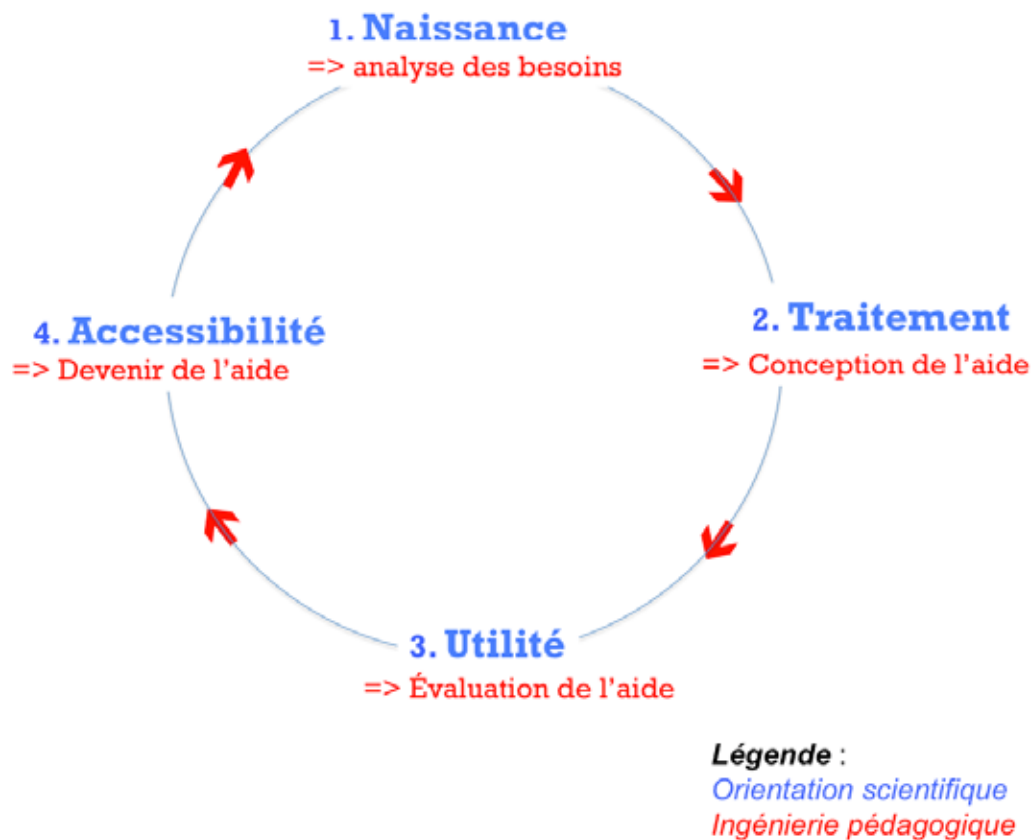 1. Naissance
=> analyse des besoins
2. Traitement
=> Conception de l'aide
3. Utilité
=> Évaluation de l'aide
4. Accessibilité
=> Devenir de l'aide
Légende :
Orientation scientifique
Ingénierie pédagogique